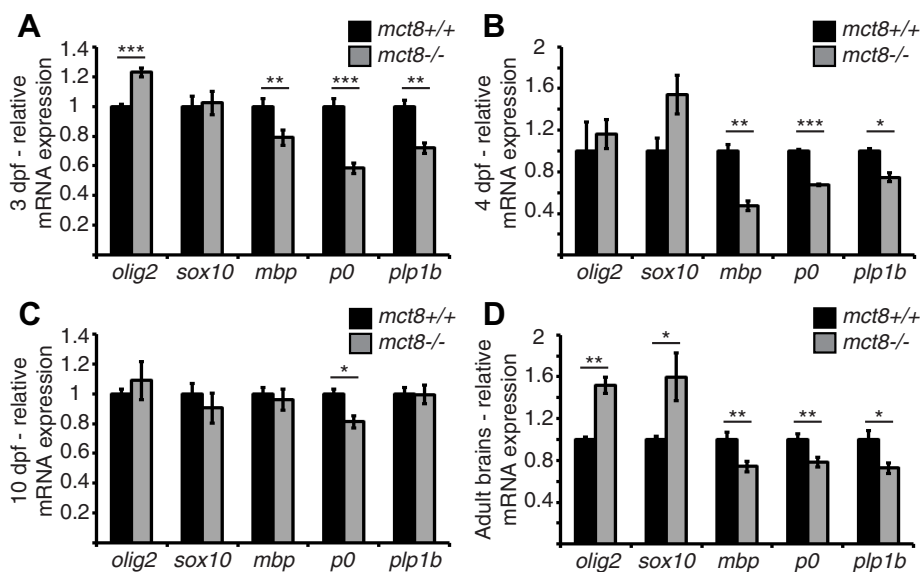 A
3 dpf - relative
mRNA expression
1.4
1.2
1
0.8
0.6
0.4
0.2
***
**
***
**
mct8+/+
mct8-/-
olig2 sox10 mbp p0 plp1b
B
4 dpf - relative
mRNA expression
2
1.6
1.2
0.8
0.4
**
***
*
mct8+/+
mct8-/-
olig2 sox10 mbp p0 plp1b
C
10 dpf - relative
mRNA expression
1.4
1.2
1
0.8
0.6
0.4
0.2
*
mct8+/+
mct8-/-
olig2 sox10 mbp p0 plp1b
D
Adult brains - relative
mRNA expression
2
1.6
1.2
0.8
0.4
**
*
**
**
*
mct8+/+
mct8-/-
olig2 sox10 mbp p0 plp1b